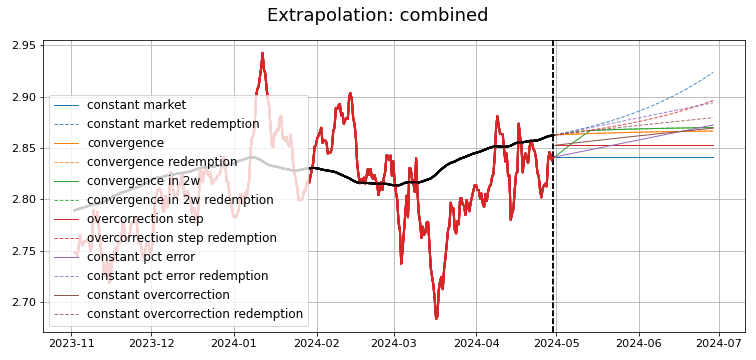 Extrapolation: combined
2.95
2.90
2.85
2.80
2.75
2.70
constant market
constant market redemption
convergence
convergence redemption
convergence in 2w
convergence in 2w redemption
overcorrection step
overcorrection step redemption
constant pct error
constant pct error redemption
constant overcorrection
constant overcorrection redemption
2023-11 2023-12 2024-01 2024-02 2024-03 2024-04 2024-05 2024-06 2024-07